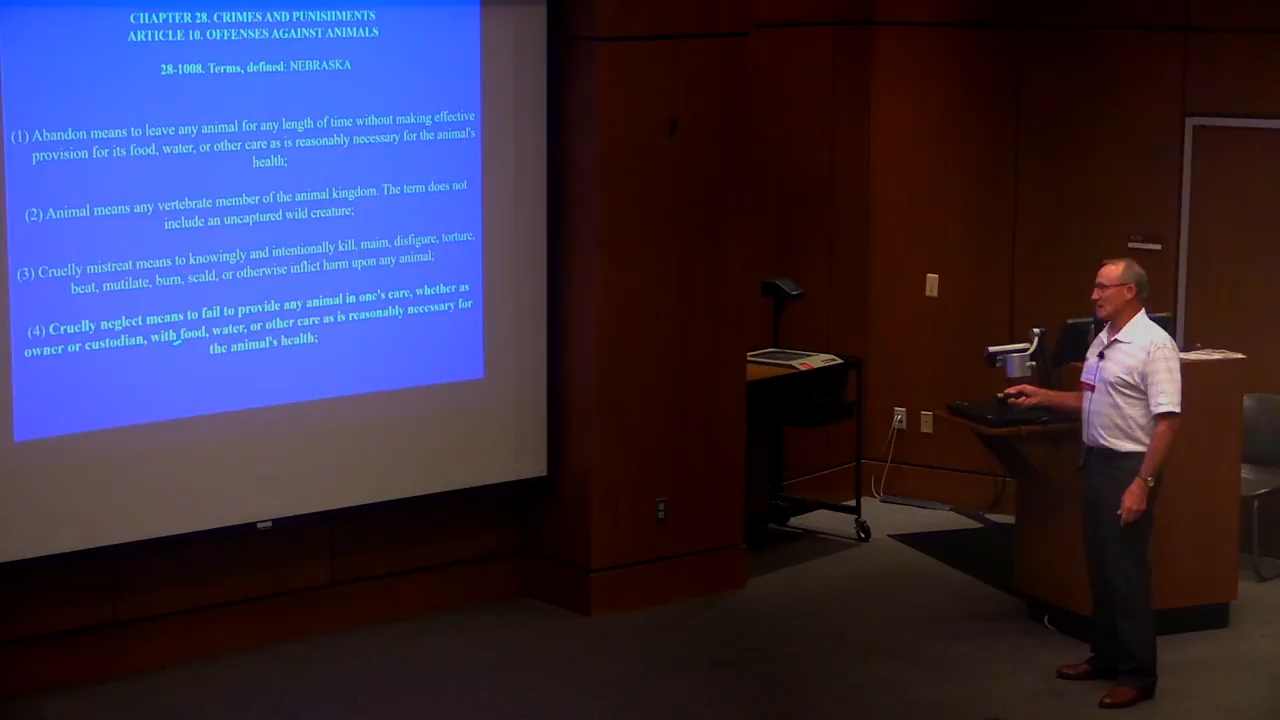 CHAPTER 28. CRIMES AND PUNISHMENTS
ARTICLE 10. OFFENSES AGAINST ANIMALS
28-1008. Terms, defined: NEBRASKA
(1) Abandon means to leave any animal for any length of time without making effective
provision for its food, water, or other care as is reasonably necessary for the animal's
health;
(2) Animal means any vertebrate member of the animal kingdom. The term does not
include an uncaptured wild creature;
(3) Cruelly mistreat means to knowingly and intentionally kill, maim, disfigure, torture,
beat, mutilate, burn, scald, or otherwise inflict harm upon any animal;
(4) Cruelly neglect means to fail to provide any animal in one's care, whether as
owner or custodian, with food, water, or other care as is reasonably necessary for
the animal's health;